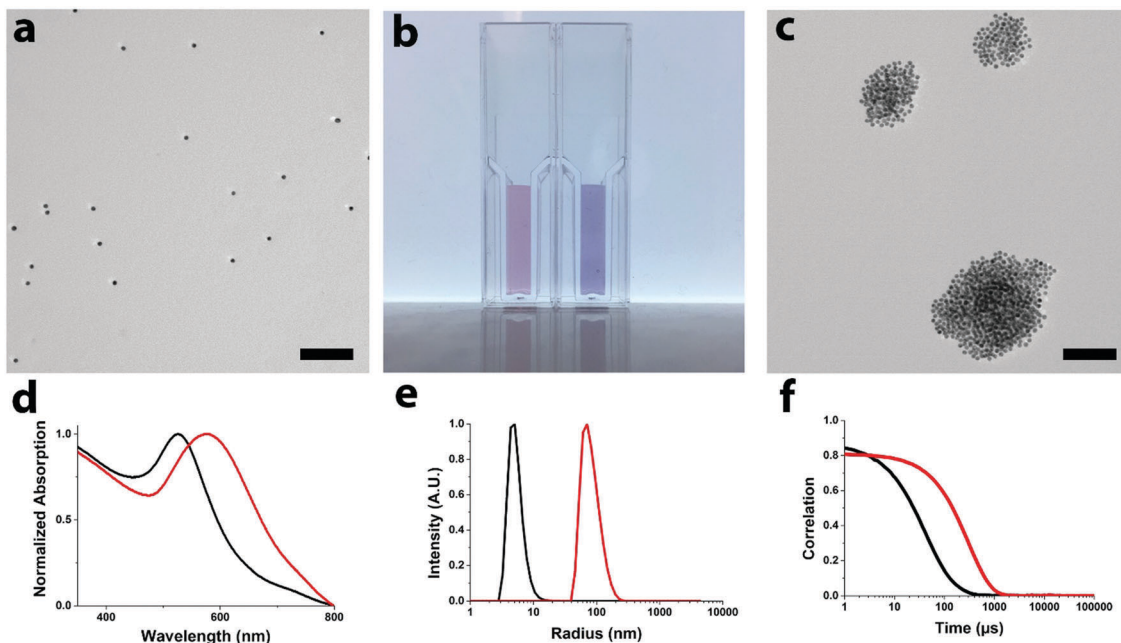 a
b
c
d
1.0
0.5
0.0
400
600
800
Normalized Absorption
Wavelength (nm)
e
1.0
0.8
0.6
0.4
0.2
0.0
1
10
100
1000
10000
Intensity (A.U.)
Radius (nm)
f
1.0
0.8
0.6
0.4
0.2
0.0
1
10
100
1000
10000
100000
Correlation
Time (µs)